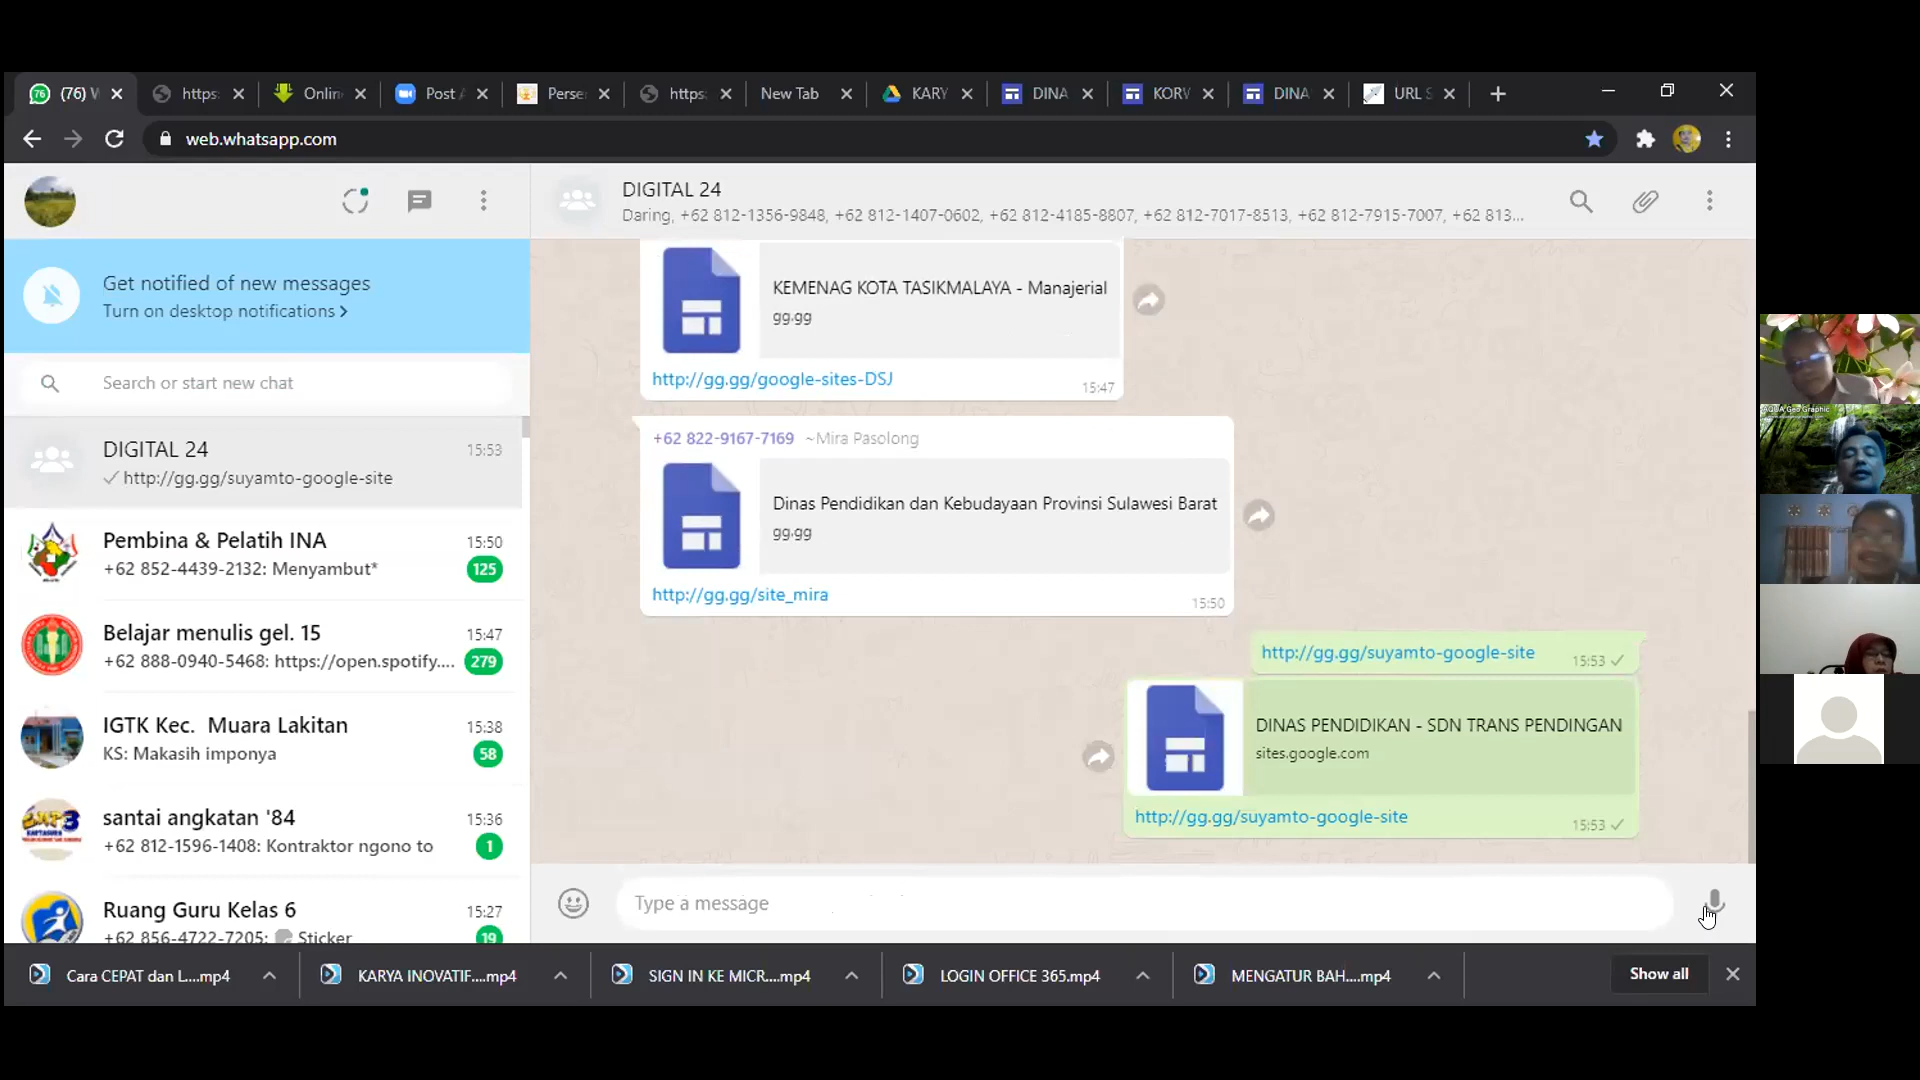 (76) W
https:
Onlin
Post A
Perse
https:
New Tab
KARY
DINA
KORV
DINA
URL S
web.whatsapp.com
Get notified of new messages
Turn on desktop notifications
Search or start new chat
DIGITAL 24
15:53
http://gg.gg/suyamto-google-site
Pembina & Pelatih INA
15:50
+62 852-4439-2132: Menyambut*
125
Belajar menulis gel. 15
15:47
+62 888-0940-5468: https://open.spotify....
279
IGTK Kec. Muara Lakitan
15:38
KS: Makasih imponya
58
santai angkatan '84
15:36
+62 812-1596-1408: Kontraktor ngono to
1
Ruang Guru Kelas 6
15:27
+62 856-4722-7205: Sticker
19
DIGITAL 24
Daring, +62 812-1356-9848, +62 812-1407-0602, +62 812-4185-8807, +62 812-7017-8513, +62 812-7915-7007, +62 813...
KEMENAG KOTA TASIKMALAYA - Manajerial
gg.gg
http://gg.gg/google-sites-DSJ
15:47
+62 822-9167-7169 ~Mira Pasolong
Dinas Pendidikan dan Kebudayaan Provinsi Sulawesi Barat
gg.gg
http://gg.gg/site_mira
15:50
http://gg.gg/suyamto-google-site
15:53
DINAS PENDIDIKAN - SDN TRANS PENDINGAN
sites.google.com
http://gg.gg/suyamto-google-site
15:53
Type a message
Cara CEPAT dan L....mp4
KARYA INOVATIF....mp4
SIGN IN KE MICR....mp4
LOGIN OFFICE 365.mp4
MENGATUR BAH....mp4
Show all